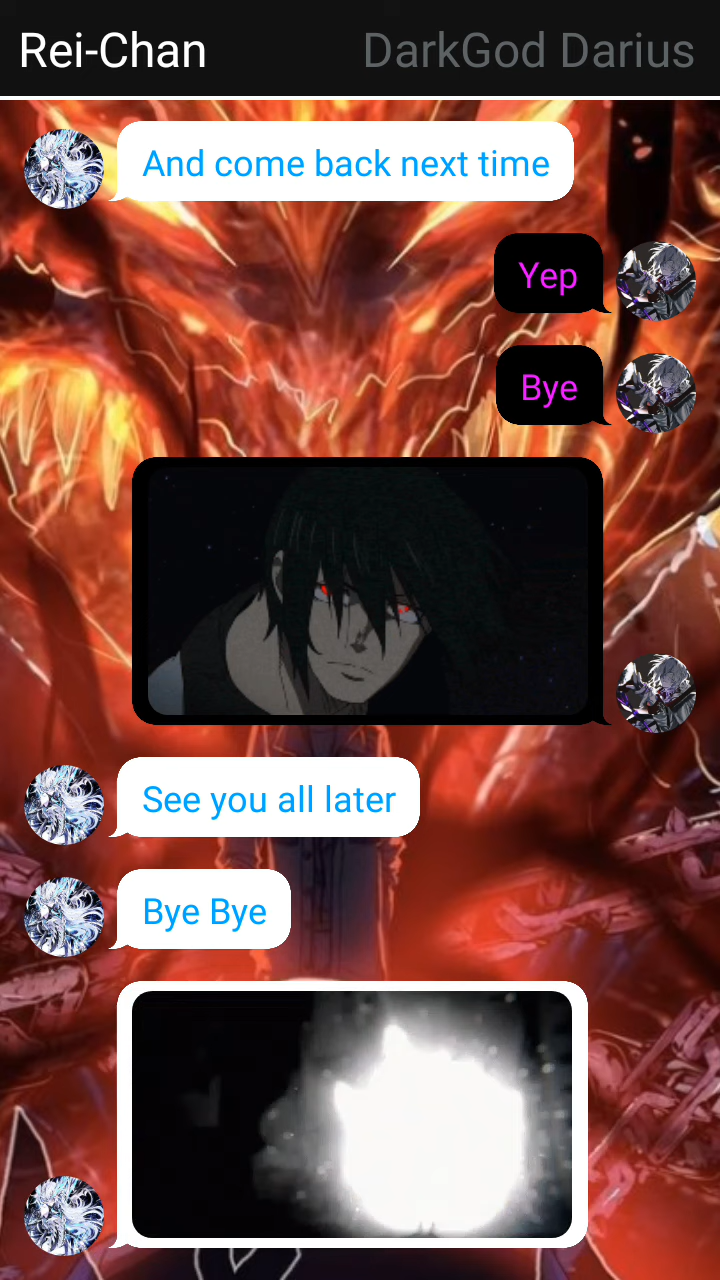 Rei-Chan DarkGod Darius
And come back next time
Yep
Bye
See you all later
Bye Bye